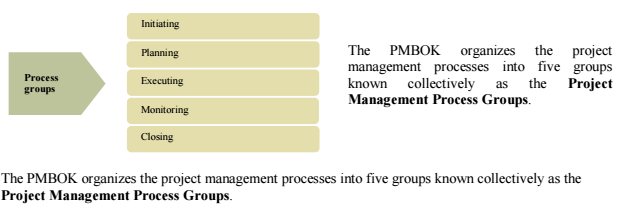 Process
groups
Initiating
Planning
Executing
Monitoring
Closing
The PMBOK organizes the project
management processes into five groups
known collectively as the Project
Management Process Groups.
The PMBOK organizes the project management processes into five groups known collectively as the
Project Management Process Groups.